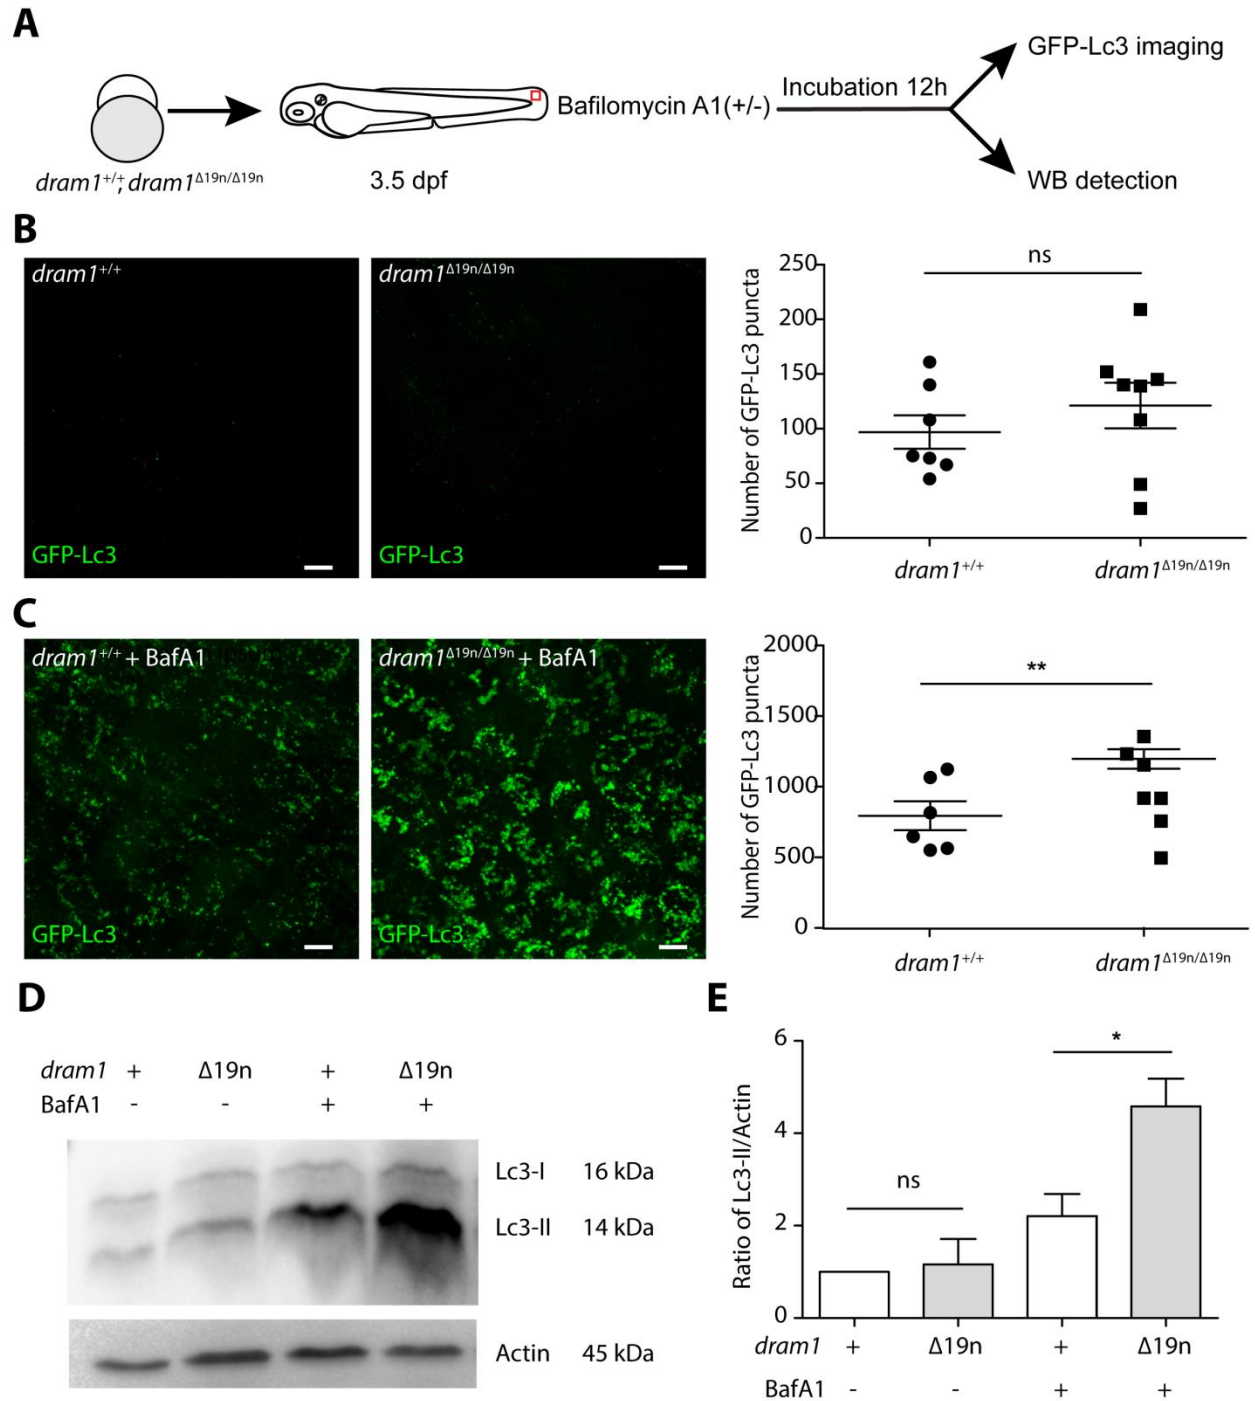 A
dram1+/+; dram1Δ19n/Δ19n
3.5 dpf
Bafilomycin A1(+/-)
Incubation 12h
GFP-Lc3 imaging
WB detection
B
dram1+/+
GFP-Lc3
dram1Δ19n/Δ19n
GFP-Lc3
Number of GFP-Lc3 puncta
250
200
150
100
50
0
ns
dram1+/+
dram1Δ19n/Δ19n
C
dram1+/+ + BafA1
GFP-Lc3
dram1Δ19n/Δ19n + BafA1
GFP-Lc3
Number of GFP-Lc3 puncta
2000
1500
1000
500
0
**
dram1+/+
dram1Δ19n/Δ19n
D
dram1 + Δ19n + Δ19n
BafA1 - - + +
Lc3-I 16 kDa
Lc3-II 14 kDa
Actin 45 kDa
E
Ratio of Lc3-II/Actin
6
4
2
0
ns
*
dram1 + Δ19n + Δ19n
BafA1 - - + +